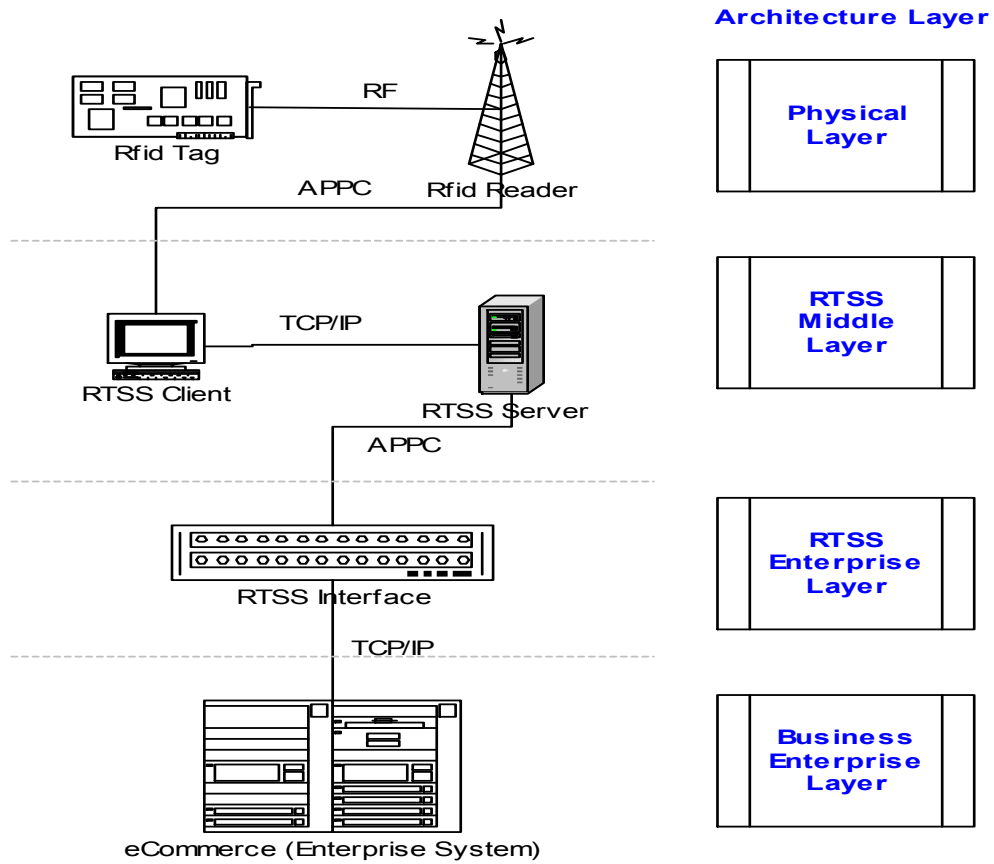 Architecture Layer
RF
Rfid Tag
Rfid Reader
Physical
Layer
APPC
TCP/IP
RTSS Client
RTSS Server
RTSS
Middle
Layer
APPC
RTSS Interface
RTSS
Enterprise
Layer
TCP/IP
eCommerce (Enterprise System)
Business
Enterprise
Layer